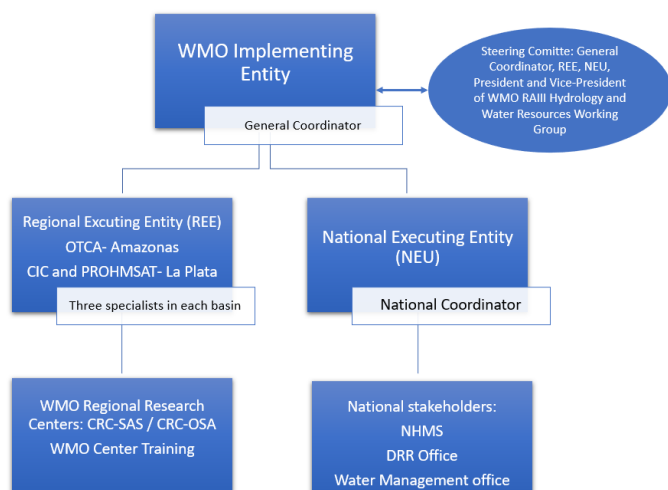 WMO Implementing
Entity
General Coordinator
Steering Comitte: General
Coordinator, REE, NEU,
President and Vice-President
of WMO RAIII Hydrology and
Water Resources Working
Group
Regional Excuting Entity (REE)
OTCA- Amazonas
CIC and PROHMSAT- La Plata
Three specialists in each basin
National Executing Entity
(NEU)
National Coordinator
WMO Regional Research
Centers: CRC-SAS / CRC-OSA
WMO Center Training
National stakeholders:
NHMS
DRR Office
Water Management office